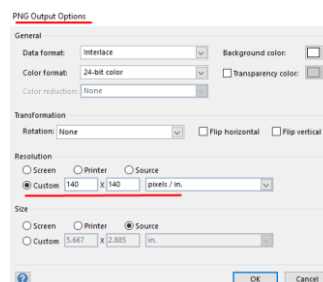 PNG Output Options
General
Data format: Interlace Background color:
Color format: 24-bit color Transparency color:
Color reduction: None
Transformation
Rotation: None Flip horizontal Flip vertical
Resolution
Screen Printer Source
Custom 140 X 140 pixels / in.
Size
Screen Printer Source
Custom 5.667 X 2.885 in.
? OK Cancel